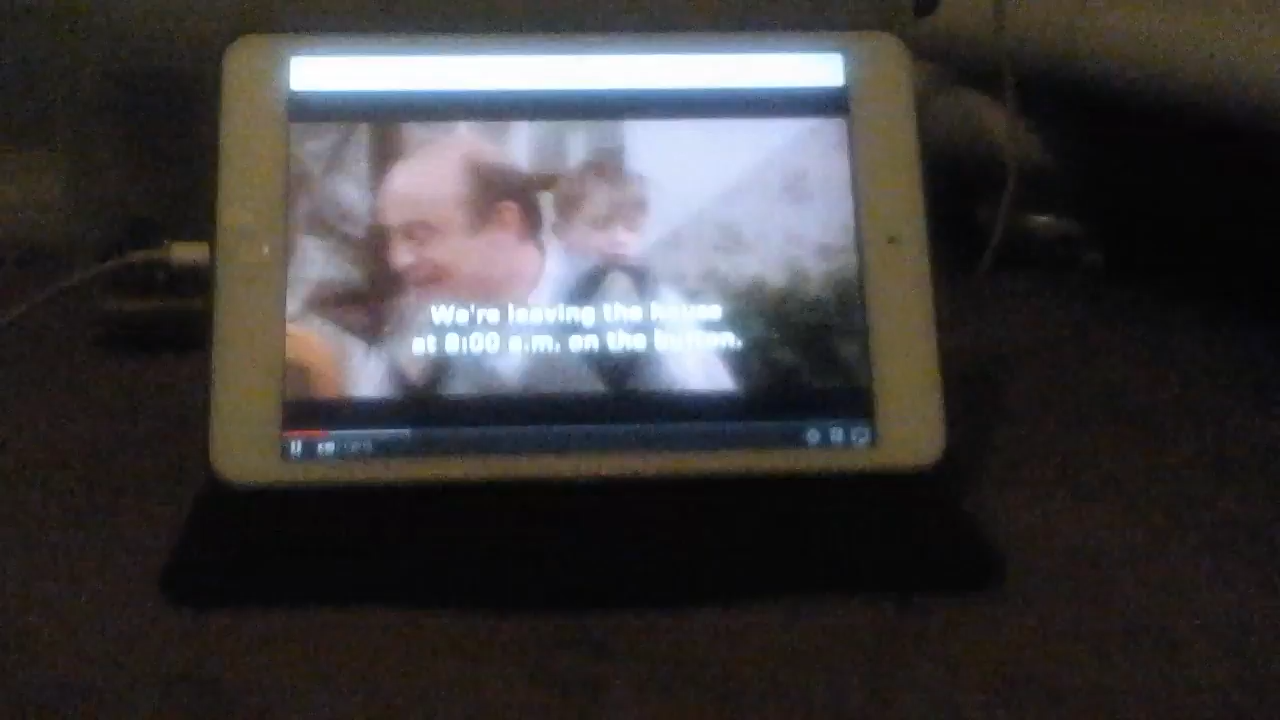 We're leaving the house
at 8:00 a.m. on the button.